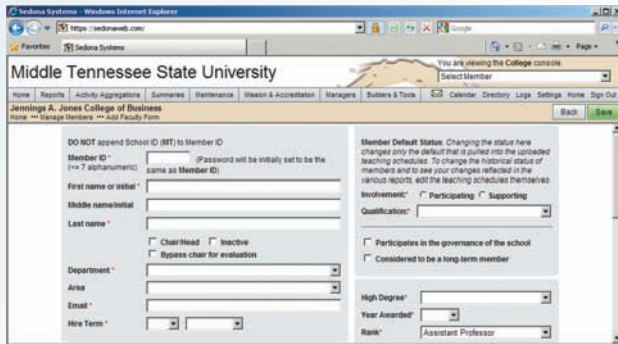 Sedona Systems - Windows Internet Explorer
https://sedonaweb.com/
Google
Favorites Sedona Systems
Page
Middle Tennessee State University
You are viewing the College console.
Select Member
Home Reports Activity Aggregations Summaries Maintenance Mission & Accreditation Managers Builders & Tools Calendar Directory Logs Settings Home Sign Out
Jennings A. Jones College of Business
Home ••• Manage Members ••• Add Faculty Form
Back Save
DO NOT append School ID (MT) to Member ID
Member ID *
(<= 7 alphanumeric)
(Password will be initially set to be the same as Member ID)
First name or initial *
Middle name/initial
Last name *
Chair/Head Inactive
Bypass chair for evaluation
Department *
Area
Email *
Hire Term *
Member Default Status: Changing the status here
changes only the default that is pulled into the uploaded
teaching schedules. To change the historical status of
members and to see your changes reflected in the
various reports, edit the teaching schedules themselves.
Involvement:* Participating Supporting
Qualification:*
Participates in the governance of the school
Considered to be a long-term member
High Degree*
Year Awarded*
Rank* Assistant Professor